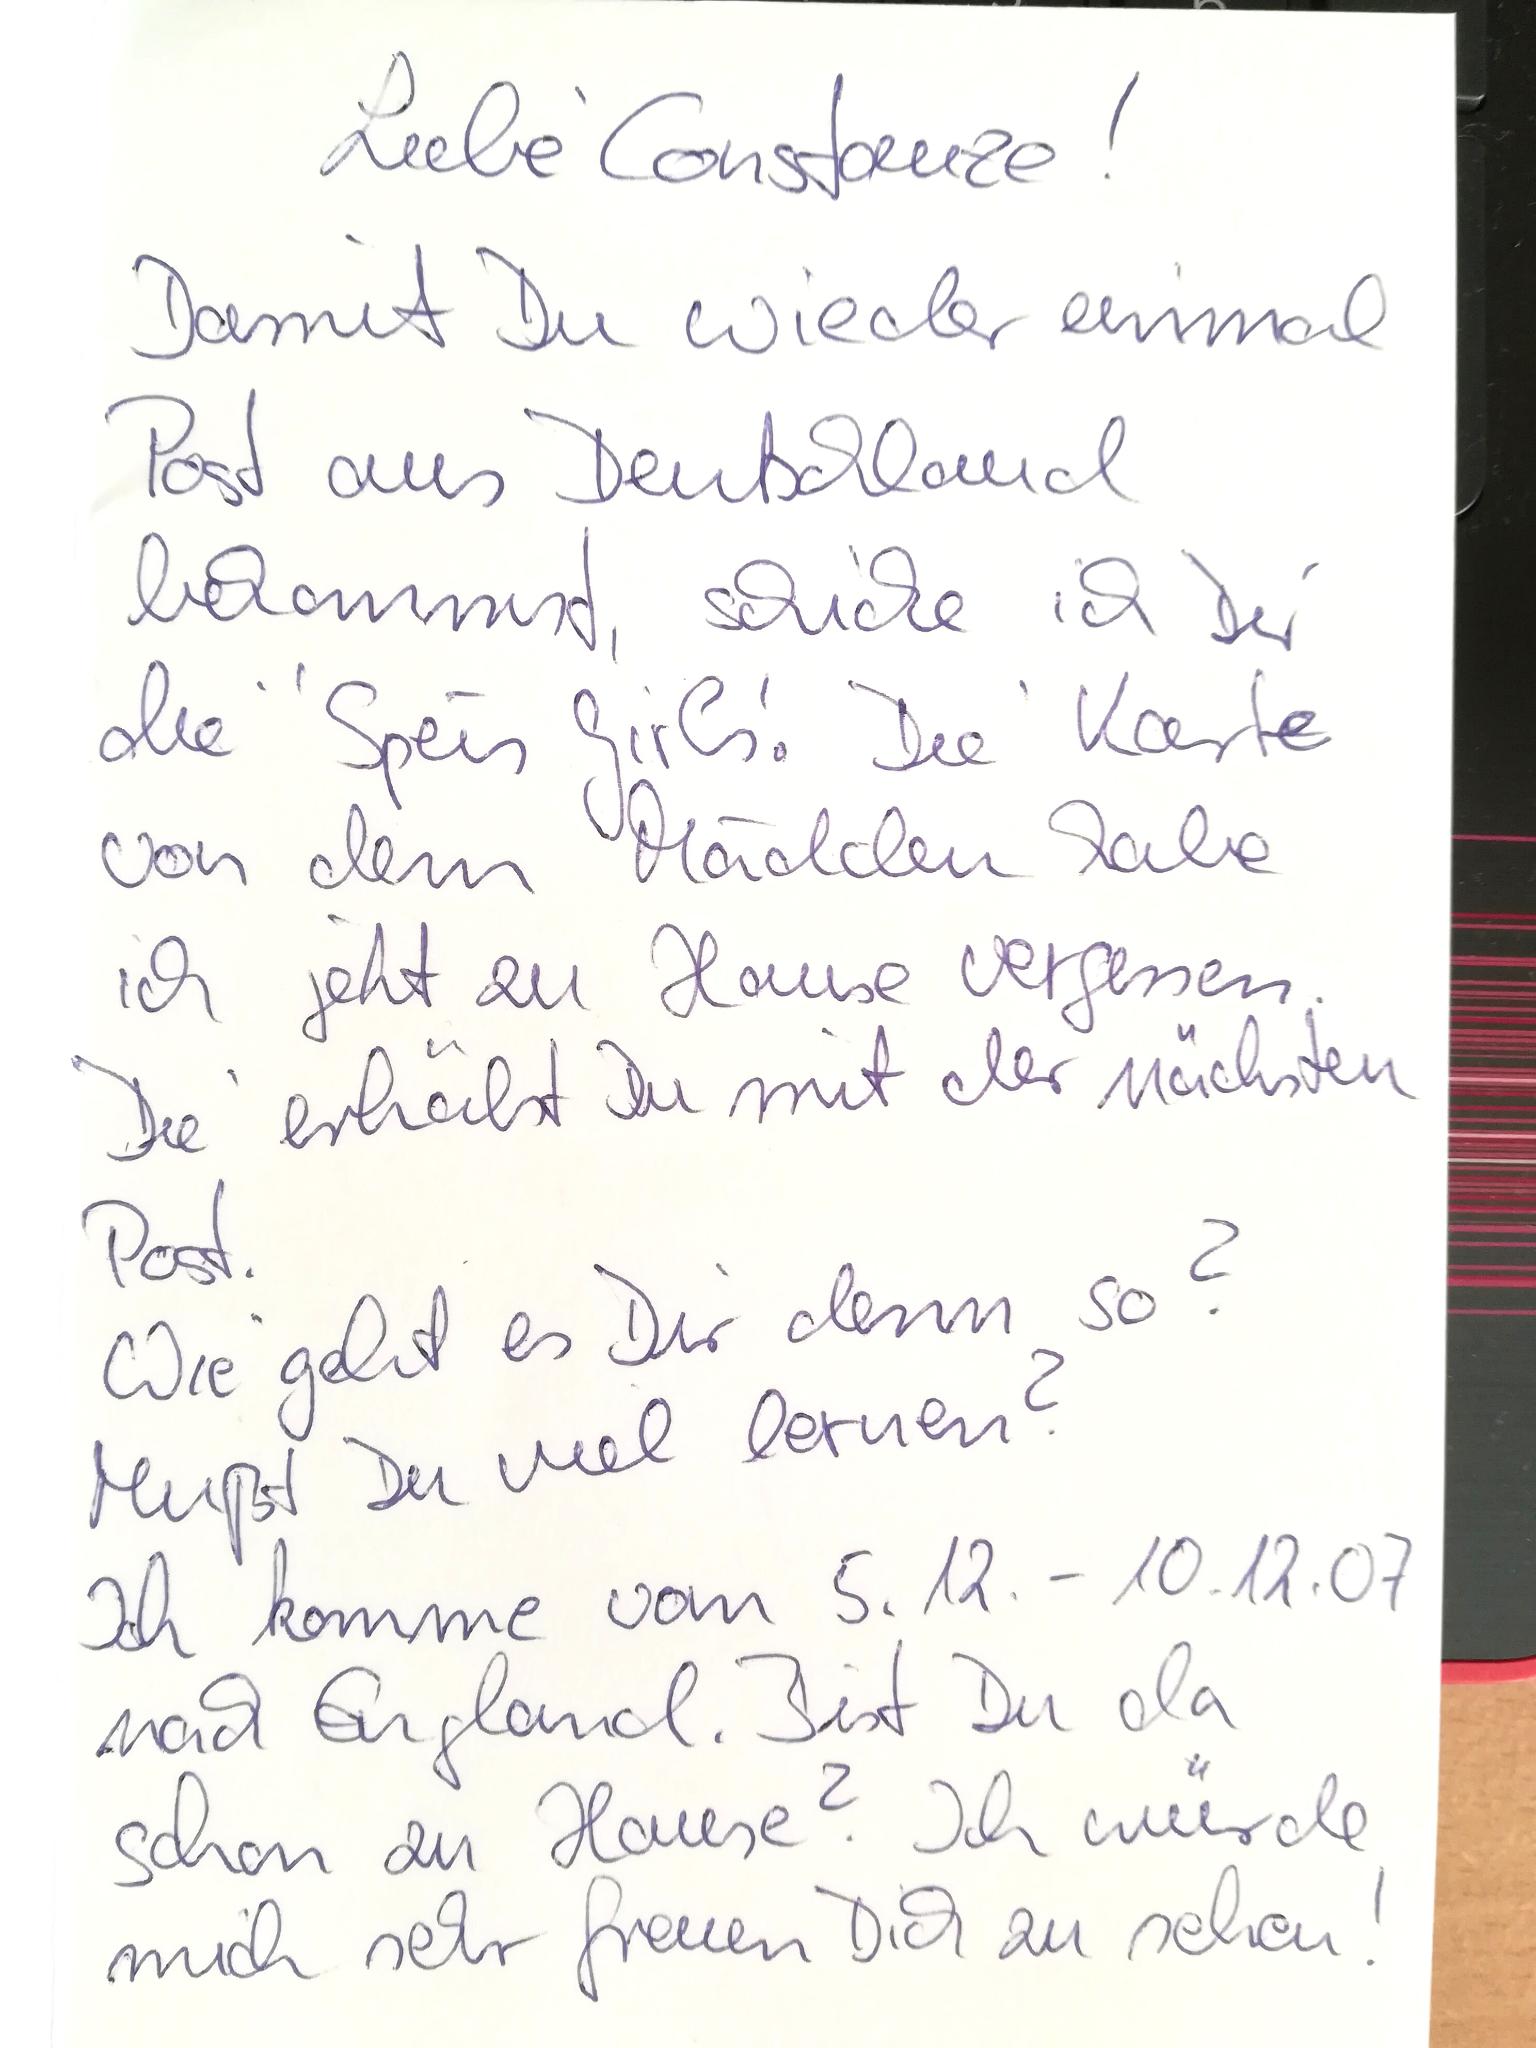 Liebe Constanze!
Damit Du wieder einmal
Post aus Deutschland
bekommst, schicke ich Dir
die "Speis Girls"! Die Karte
von dem Mädchen habe
ich jetzt zu Hause vergessen.
Die erhälst Du mit der nächsten
Post.
Wie geht es Dir denn so?
Mußt Du viel lernen?
Ich komme vom 5.12. - 10.12.07
nach England. Bist Du da
schon zu Hause? Ich würde
mich sehr freuen Dich zu sehen!